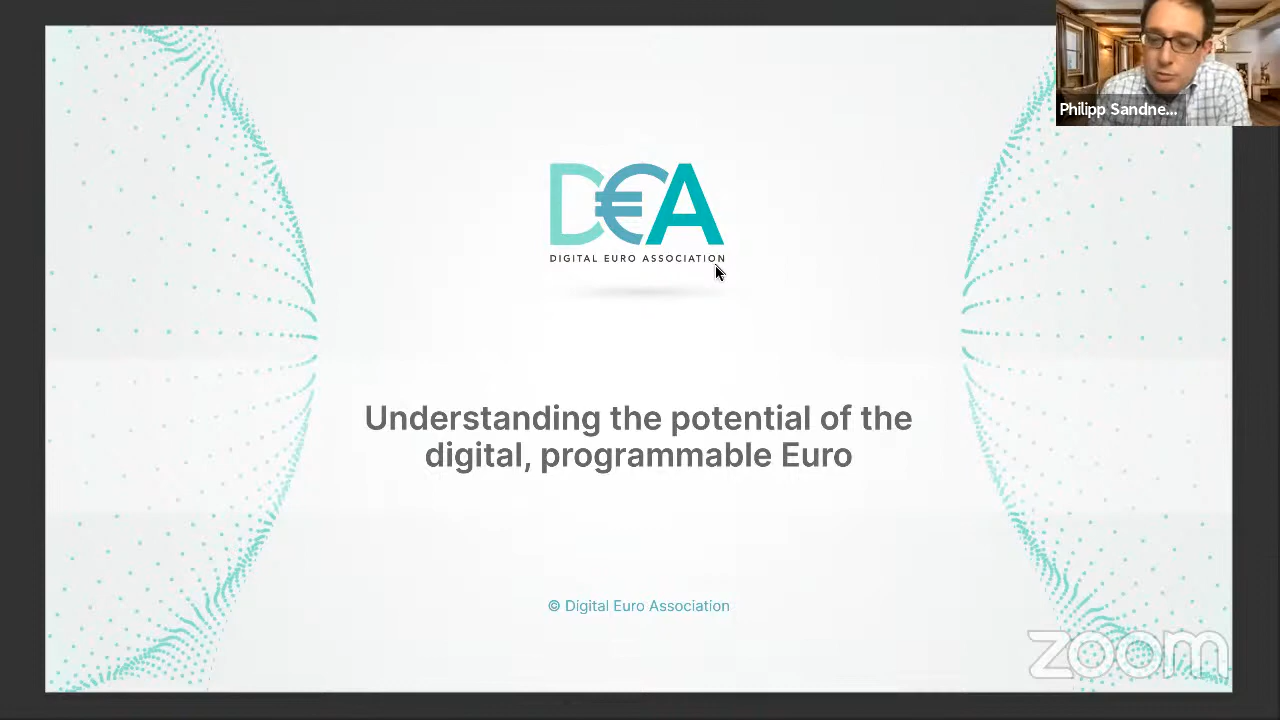 Philipp Sandne...
D€A
DIGITAL EURO ASSOCIATION
Understanding the potential of the
digital, programmable Euro
© Digital Euro Association
zoom